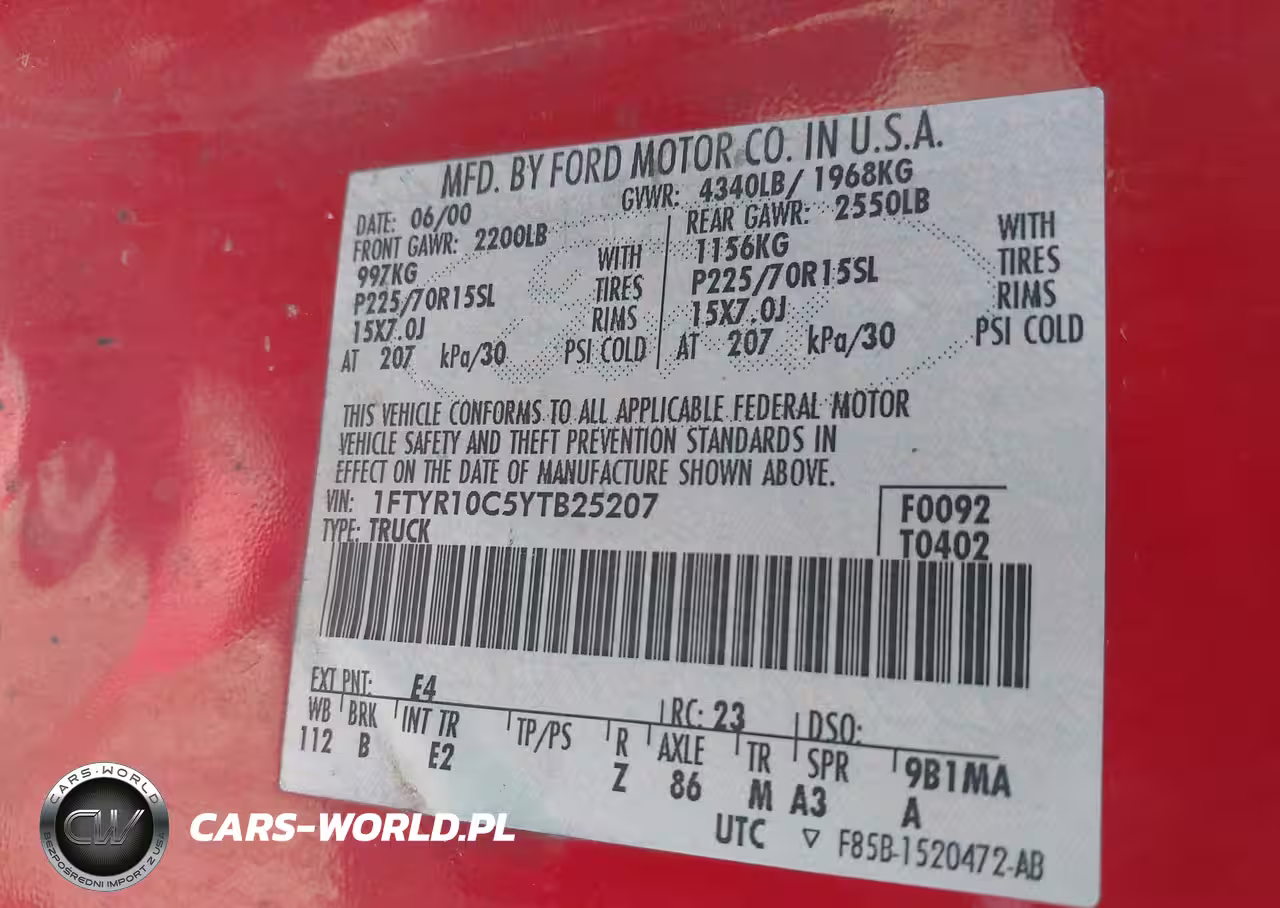 MFD. BY FORD MOTOR CO. IN U.S.A.
DATE: 06/00 GVWR: 4340LB/ 1968KG
FRONT GAWR: 2200LB REAR GAWR: 2550LB
997KG WITH 1156KG WITH
P225/70R15SL TIRES P225/70R15SL TIRES
15X7.0J RIMS 15X7.0J RIMS
AT 207 kPa/30 PSI COLD AT 207 kPa/30 PSI COLD
THIS VEHICLE CONFORMS TO ALL APPLICABLE FEDERAL MOTOR
VEHICLE SAFETY AND THEFT PREVENTION STANDARDS IN
EFFECT ON THE DATE OF MANUFACTURE SHOWN ABOVE.
VIN: 1FTYR10C5YTB25207 F0092
TYPE: TRUCK T0402
EXT PNT: E4 RC: 23 DSO:
WB BRK INT TR TP/PS R AXLE TR SPR 9B1MA
112 B E2 Z 86 M A3 A
UTC ▽ F85B-1520472-AB
CARS-WORLD
CW
BEZPOŚREDNI IMPORT Z USA
CARS-WORLD.PL